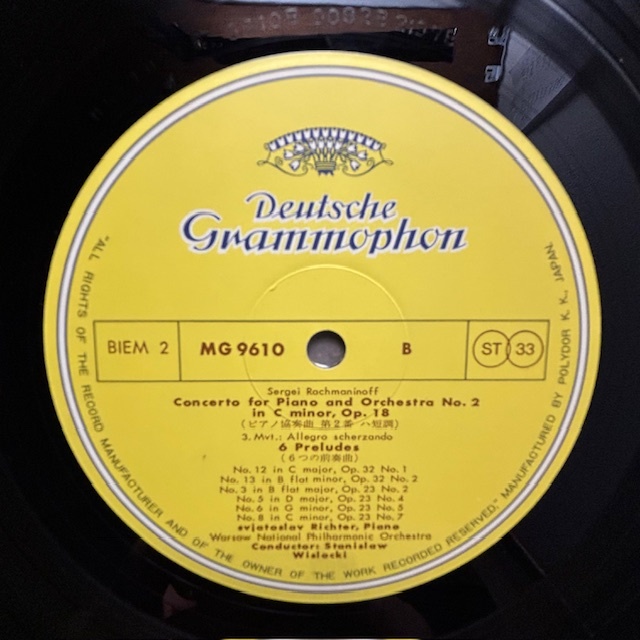 Deutsche
Grammophon
BIEM 2
MG 9610
B
ST 33
Sergei Rachmaninoff
Concerto for Piano and Orchestra No. 2
in C minor, Op. 18
(ピアノ協奏曲 第2番 ハ短調)
3. Mvt.: Allegro scherzando
6 Preludes
(6つの前奏曲)
No. 12 in C major, Op. 32 No. 1
No. 13 in B flat minor, Op. 32 No. 2
No. 3 in B flat major, Op. 23 No. 2
No. 5 in D major, Op. 23 No. 4
No. 6 in G minor, Op. 23 No. 5
No. 8 in C minor, Op. 23 No. 7
svjatoslav Richter, Piano
Warsaw National Philharmonic Orchestra
Conductor: Stanislaw
Wislocki
"ALL RIGHTS OF THE RECORD MANUFACTURER AND OF THE OWNER OF THE WORK RECORDED RESERVED." MANUFACTURED BY POLYDOR K. K., JAPAN.